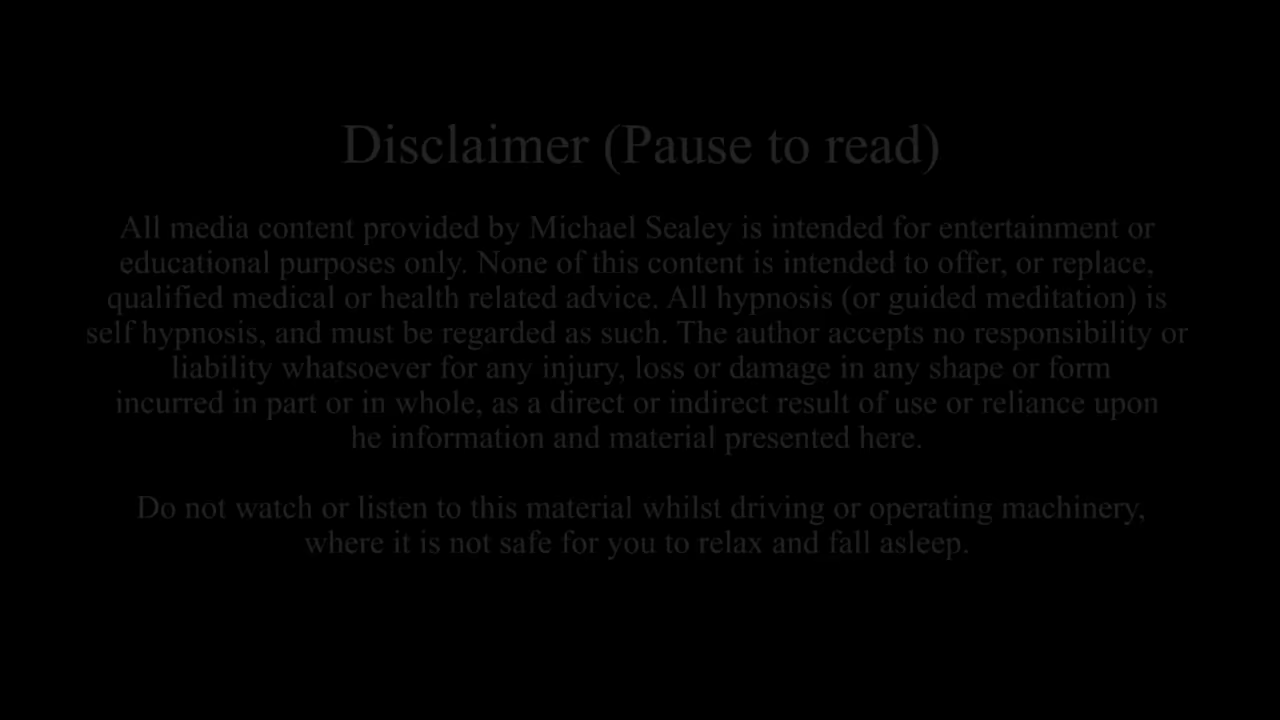 Disclaimer (Pause to read)
All media content provided by Michael Sealey is intended for entertainment or
educational purposes only. None of this content is intended to offer, or replace,
qualified medical or health related advice. All hypnosis (or guided meditation) is
self hypnosis, and must be regarded as such. The author accepts no responsibility or
liability whatsoever for any injury, loss or damage in any shape or form
incurred in part or in whole, as a direct or indirect result of use or reliance upon
he information and material presented here.
Do not watch or listen to this material whilst driving or operating machinery,
where it is not safe for you to relax and fall asleep.